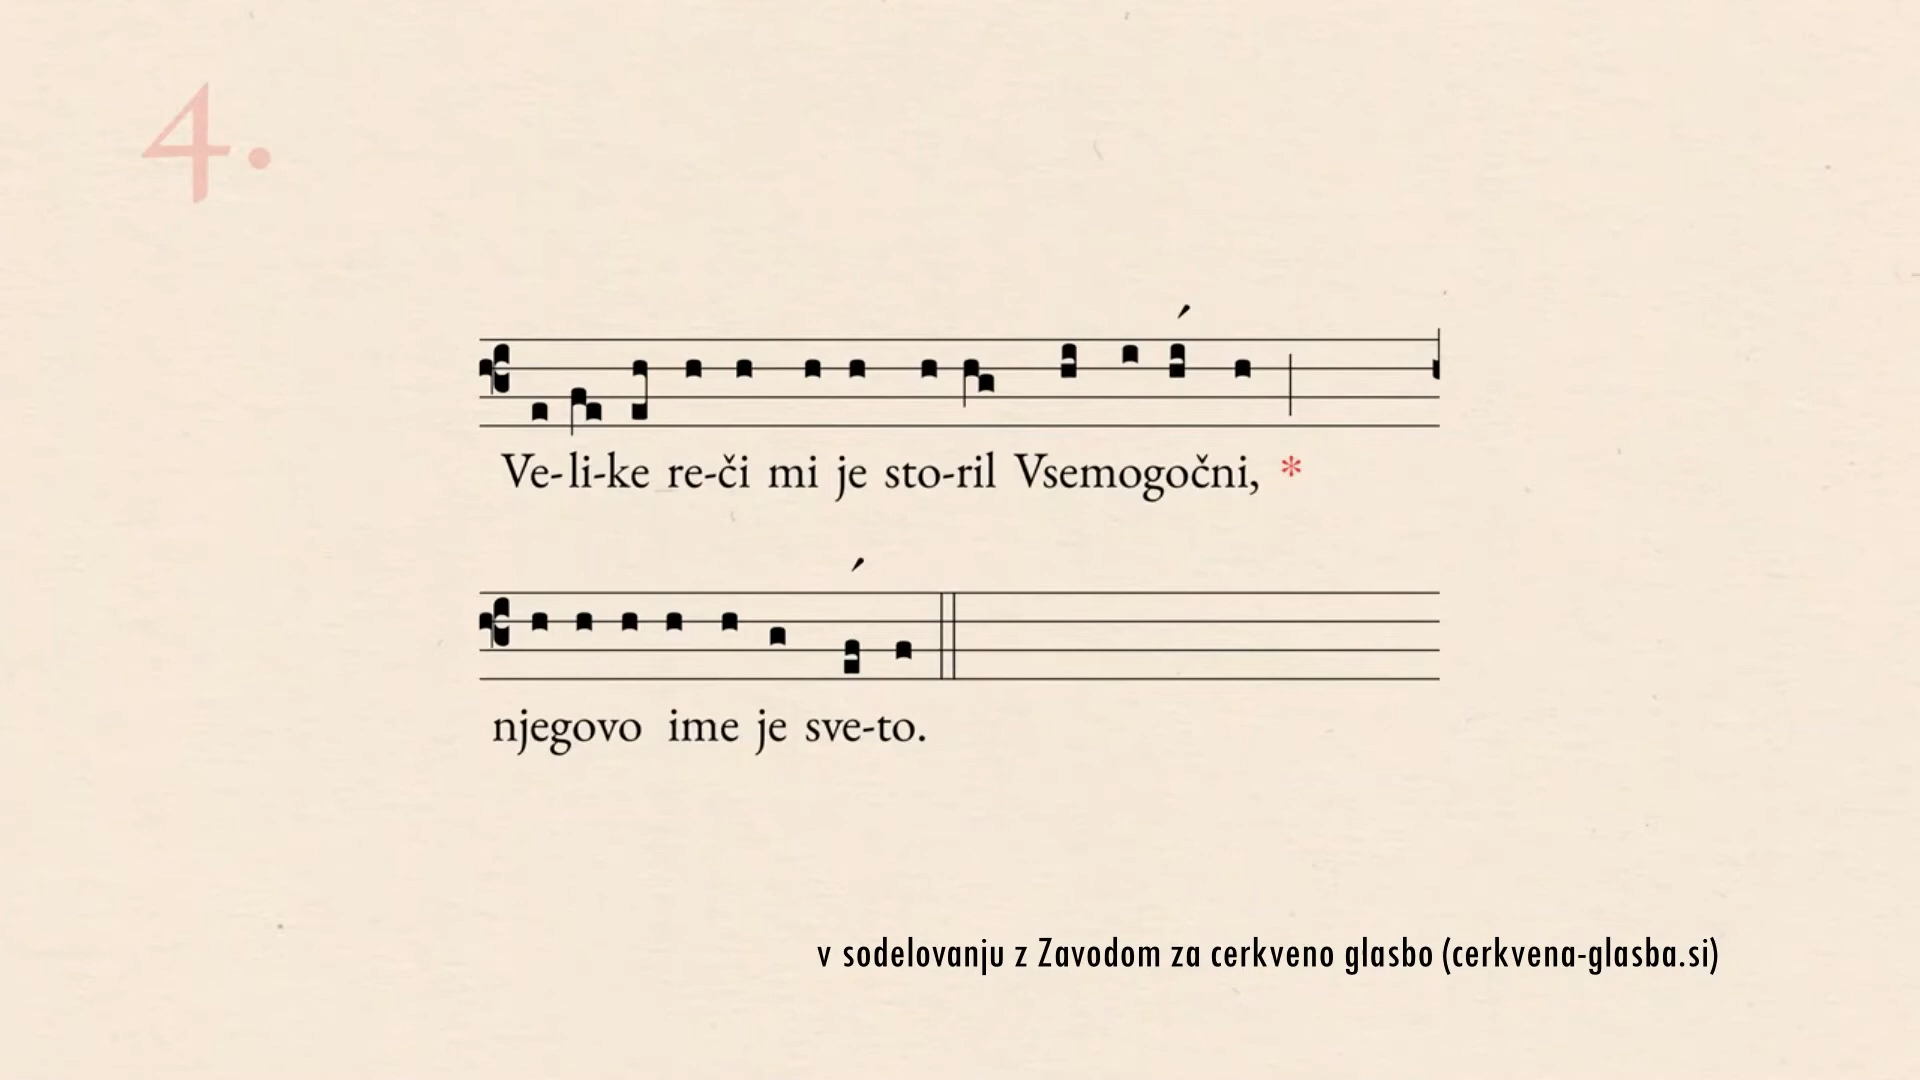 4.
Ve-li-ke re-či mi je sto-ril Vsemogočni, *
njegovo ime je sve-to.
v sodelovanju z Zavodom za cerkveno glasbo (cerkvena-glasba.si)